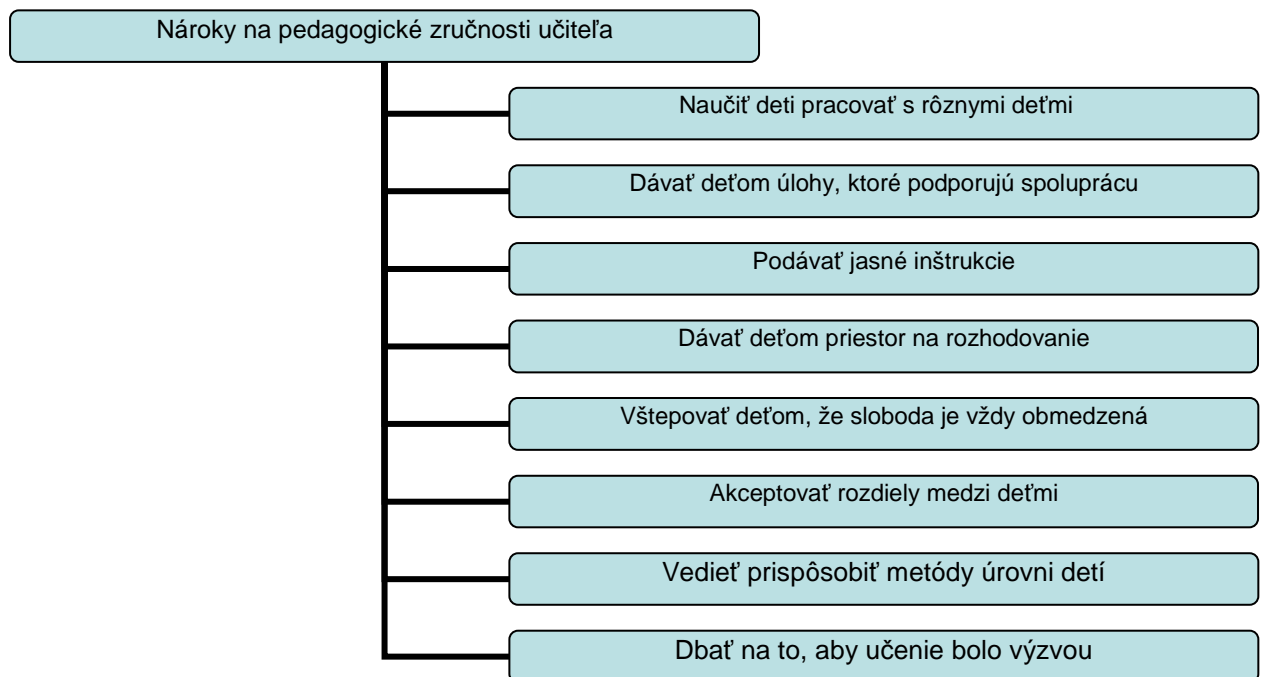 Nároky na pedagogické zručnosti učiteľa
Naučiť deti pracovať s rôznymi deťmi
Dávať deťom úlohy, ktoré podporujú spoluprácu
Podávať jasné inštrukcie
Dávať deťom priestor na rozhodovanie
Vštepovať deťom, že sloboda je vždy obmedzená
Akceptovať rozdiely medzi deťmi
Vedieť prispôsobiť metódy úrovni detí
Dbať na to, aby učenie bolo výzvou